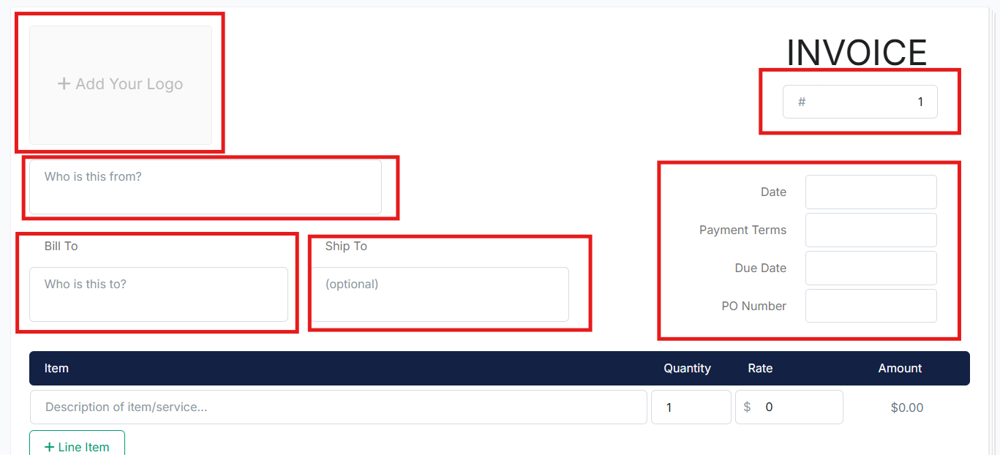 INVOICE
+ Add Your Logo
# 1
Who is this from?
Date
Payment Terms
Due Date
PO Number
Bill To
Who is this to?
Ship To
(optional)
Item Quantity Rate Amount
Description of item/service... 1 $ 0 $0.00
+ Line Item